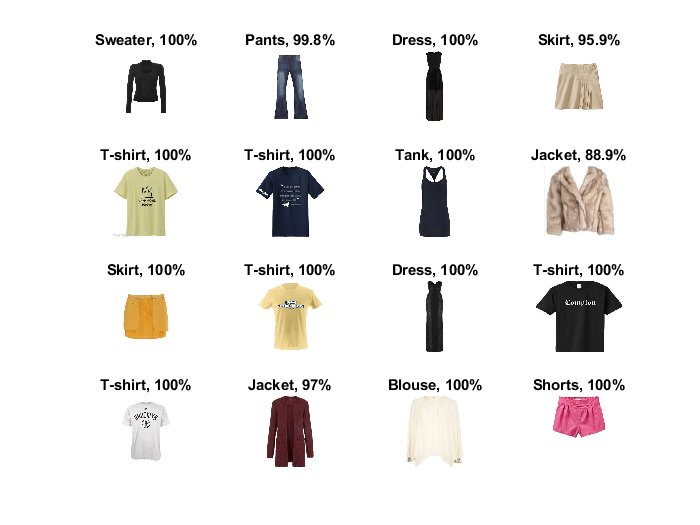 Sweater, 100%
Pants, 99.8%
Dress, 100%
Skirt, 95.9%
T-shirt, 100%
T-shirt, 100%
Tank, 100%
Jacket, 88.9%
Skirt, 100%
T-shirt, 100%
Dress, 100%
T-shirt, 100%
Compton
T-shirt, 100%
Jacket, 97%
Blouse, 100%
Shorts, 100%